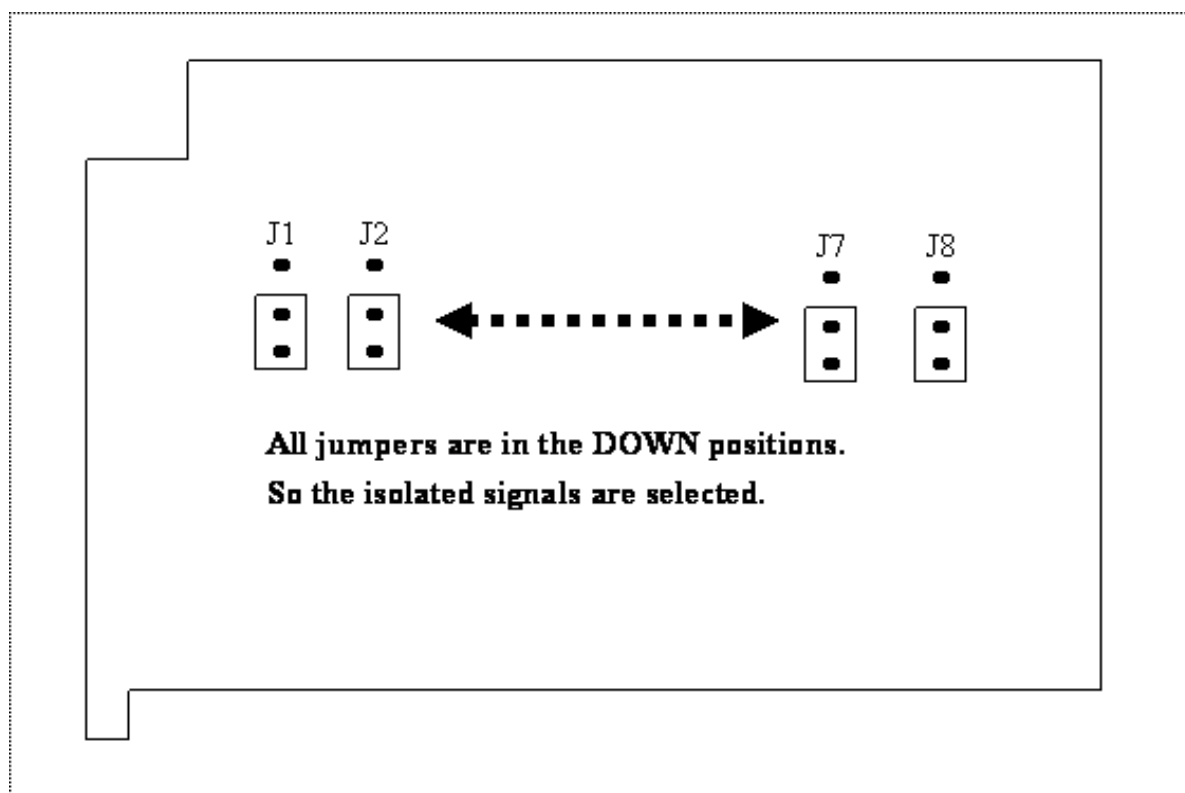 J1 J2
J7 J8
All jumpers are in the DOWN positions.
So the isolated signals are selected.